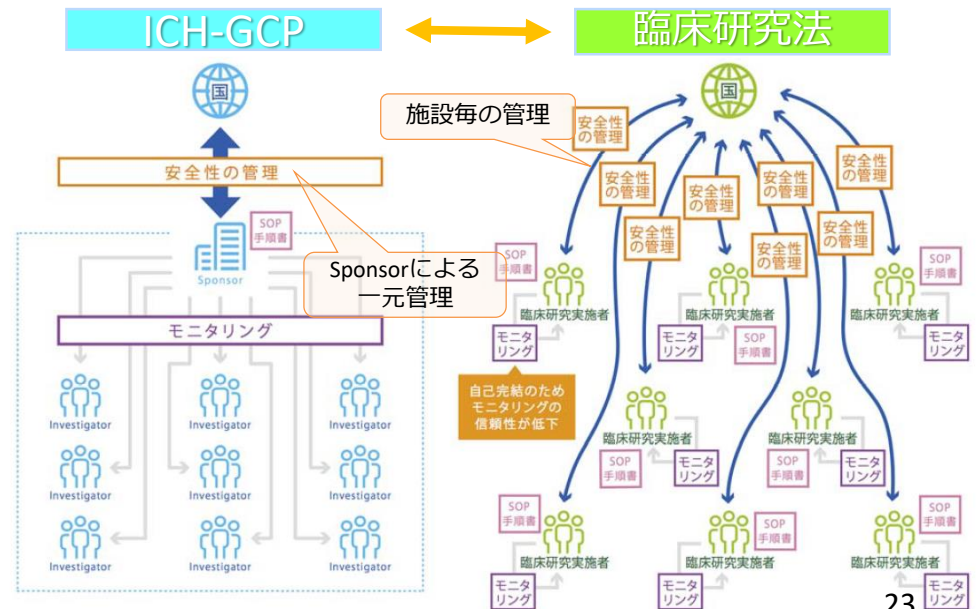 ICH-GCP
臨床研究法
国
安全性の管理
SOP
手順書
Sponsor
Sponsorによる
一元管理
モニタリング
Investigator
Investigator
Investigator
Investigator
Investigator
Investigator
Investigator
Investigator
Investigator
国
施設毎の管理
安全性
の管理
安全性
の管理
安全性
の管理
安全性
の管理
安全性
の管理
安全性
の管理
安全性
の管理
安全性
の管理
SOP
手順書
臨床研究実施者
モニタ
リング
臨床研究実施者
モニタ
リング
SOP
手順書
SOP
手順書
臨床研究実施者
モニタ
リング
自己完結のため
モニタリングの
信頼性が低下
臨床研究実施者
SOP
手順書
モニタ
リング
臨床研究実施者
SOP
手順書
モニタ
リング
SOP
手順書
臨床研究実施者
モニタ
リング
SOP
手順書
臨床研究実施者
モニタ
リング
SOP
手順書
臨床研究実施者
モニタ
リング
23